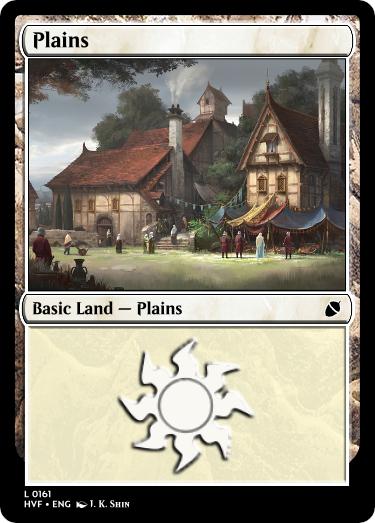 Plains
Basic Land — Plains
L 0161
HVF • ENG J. K. Shin